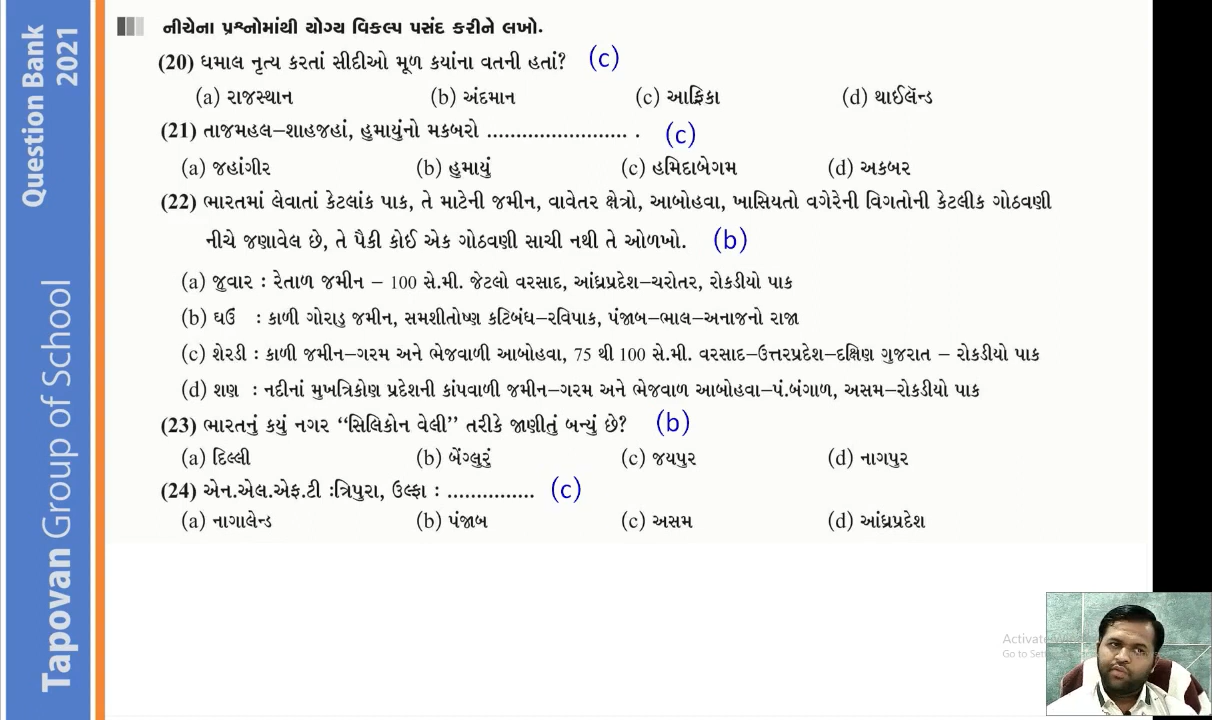 Question Bank
2021
Tapovan Group of School
નીચેના પ્રશ્નોમાંથી યોગ્ય વિકલ્પ પસંદ કરીને લખો.
(20) ધમાલ નૃત્ય કરતાં સીદીઓ મૂળ કયાંના વતની હતાં? (c)
(a) રાજસ્થાન (b) અંદમાન (c) આફ્રિકા (d) થાઈલૅન્ડ
(21) તાજમહલ–શાહજહાં, હુમાયુંનો મકબરો ........................ . (c)
(a) જહાંગીર (b) હુમાયું (c) હમિદાબેગમ (d) અકબર
(22) ભારતમાં લેવાતાં કેટલાંક પાક, તે માટેની જમીન, વાવેતર ક્ષેત્રો, આબોહવા, ખાસિયતો વગેરેની વિગતોની કેટલીક ગોઠવણી
નીચે જણાવેલ છે, તે પૈકી કોઈ એક ગોઠવણી સાચી નથી તે ઓળખો. (b)
(a) જુવાર : રેતાળ જમીન – 100 સે.મી. જેટલો વરસાદ, આંધ્રપ્રદેશ–ચરોતર, રોકડીયો પાક
(b) ઘઉં : કાળી ગોરાડુ જમીન, સમશીતોષ્ણ કટિબંધ–રવિપાક, પંજાબ–ભાલ–અનાજનો રાજા
(c) શેરડી : કાળી જમીન–ગરમ અને ભેજવાળી આબોહવા, 75 થી 100 સે.મી. વરસાદ–ઉત્તરપ્રદેશ–દક્ષિણ ગુજરાત – રોકડીયો પાક
(d) શણ : નદીનાં મુખત્રિકોણ પ્રદેશની કાંપવાળી જમીન–ગરમ અને ભેજવાળ આબોહવા–પં.બંગાળ, અસમ–રોકડીયો પાક
(23) ભારતનું કયું નગર “સિલિકોન વેલી” તરીકે જાણીતું બન્યું છે? (b)
(a) દિલ્લી (b) બેંગ્લુરું (c) જયપુર (d) નાગપુર
(24) એન.એલ.એફ.ટી :ત્રિપુરા, ઉલ્ફા : ............... (c)
(a) નાગાલેન્ડ (b) પંજાબ (c) અસમ (d) આંધ્રપ્રદેશ
Activate
Go to